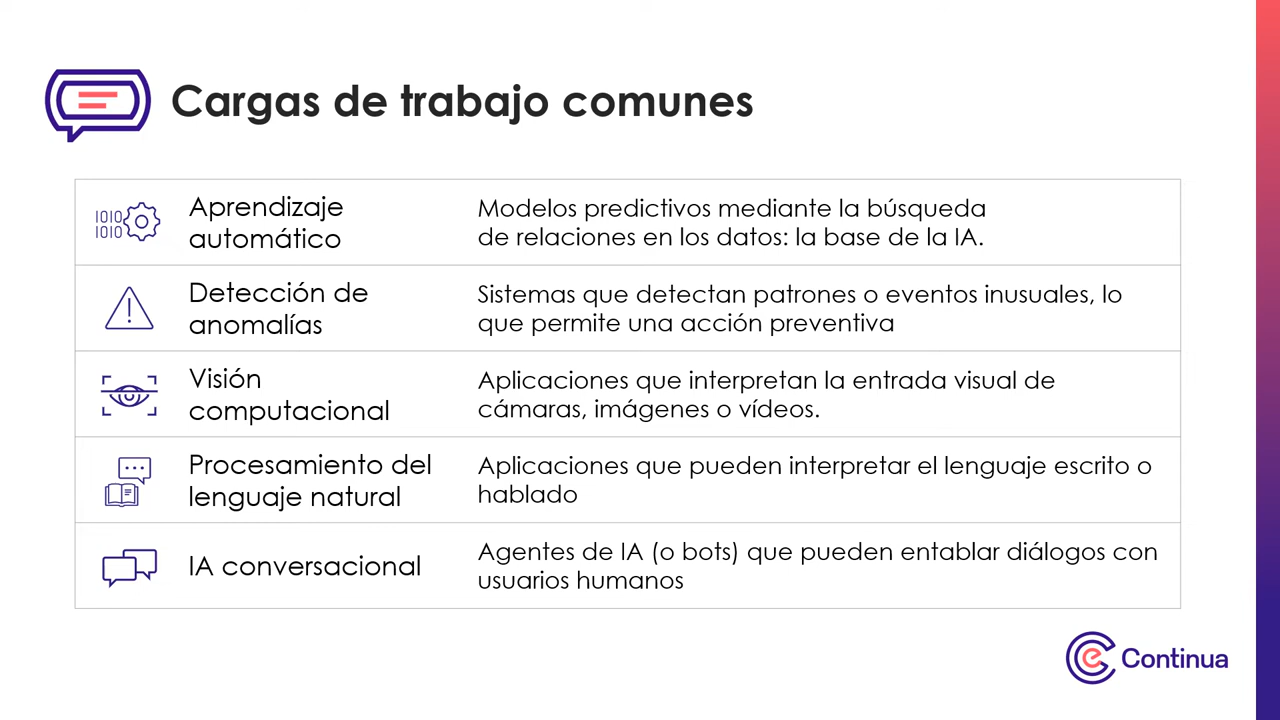 Cargas de trabajo comunes
1010
1010
Aprendizaje
automático
Modelos predictivos mediante la búsqueda
de relaciones en los datos: la base de la IA.
Detección de
anomalías
Sistemas que detectan patrones o eventos inusuales, lo
que permite una acción preventiva
Visión
computacional
Aplicaciones que interpretan la entrada visual de
cámaras, imágenes o vídeos.
Procesamiento del
lenguaje natural
Aplicaciones que pueden interpretar el lenguaje escrito o
hablado
IA conversacional
Agentes de IA (o bots) que pueden entablar diálogos con
usuarios humanos
e Continua